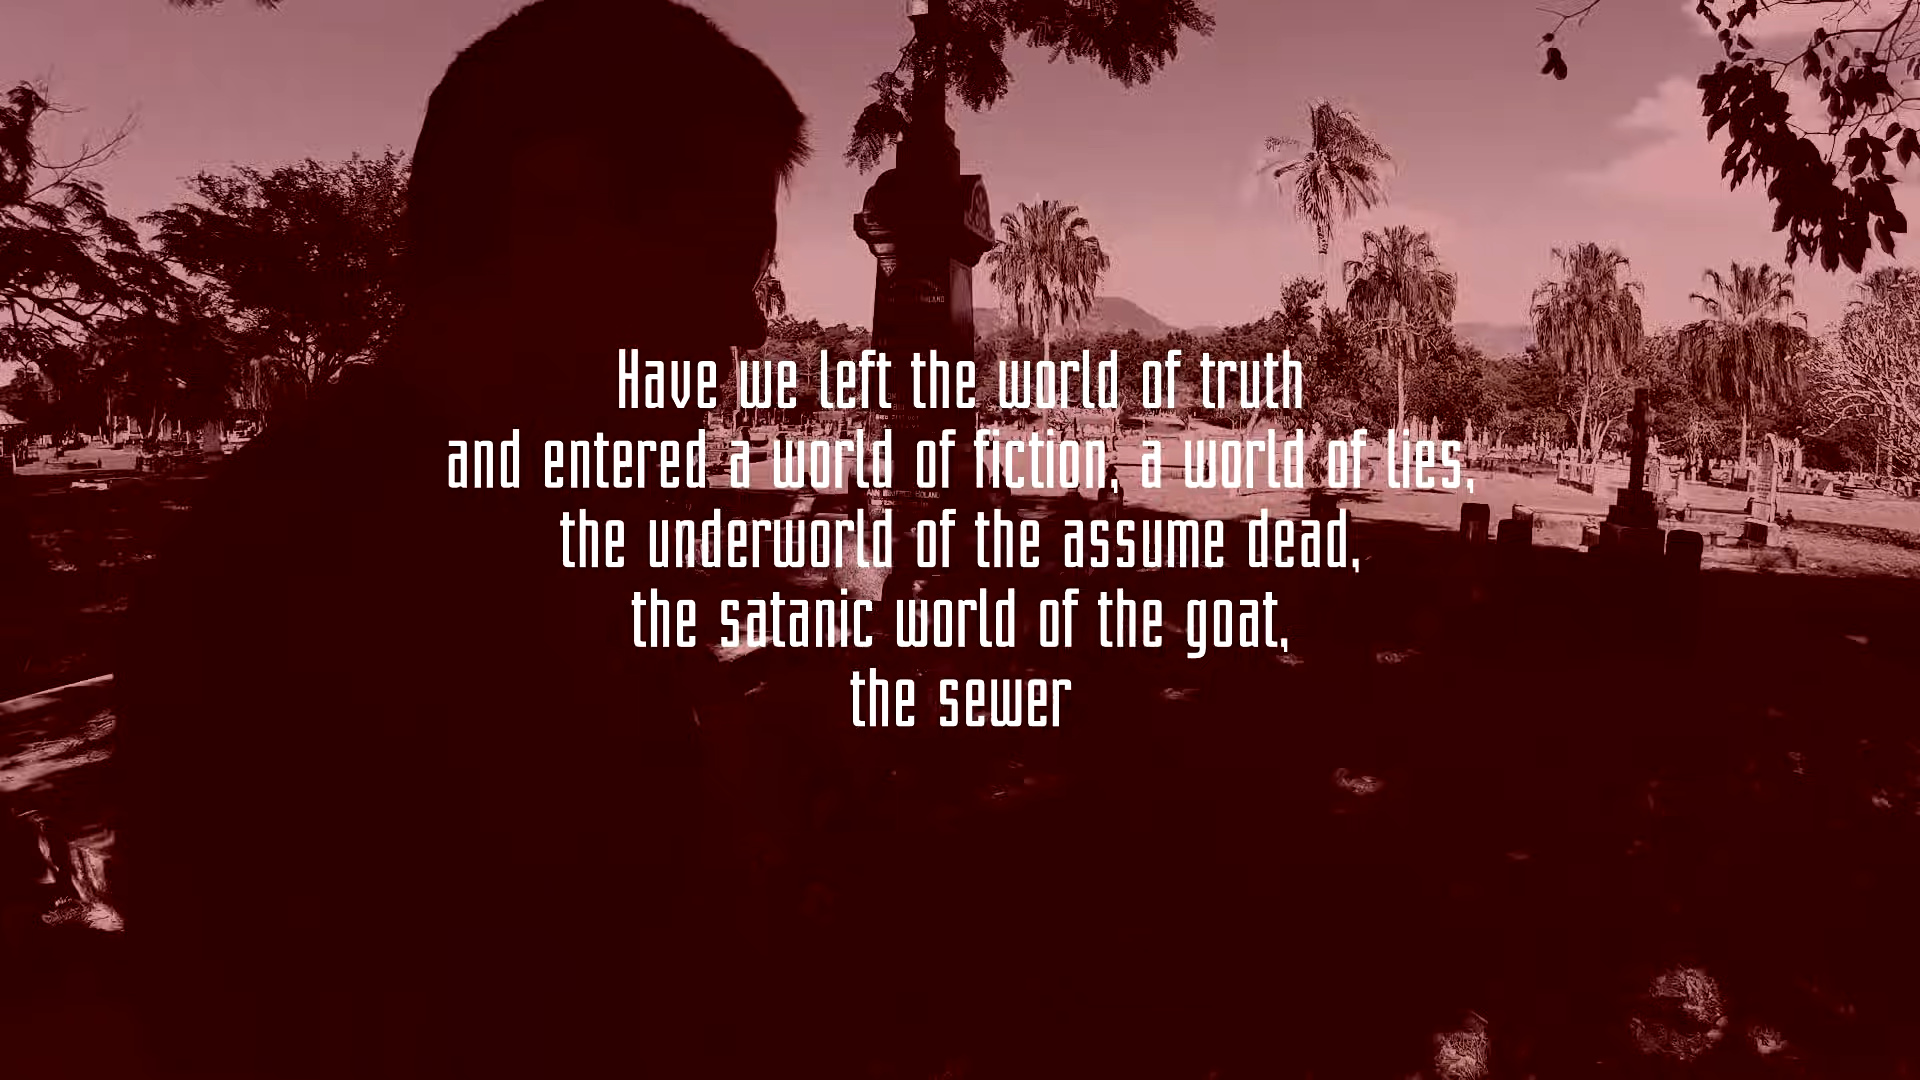 Have we left the world of truth
and entered a world of fiction, a world of lies,
the underworld of the assume dead,
the satanic world of the goat,
the sewer